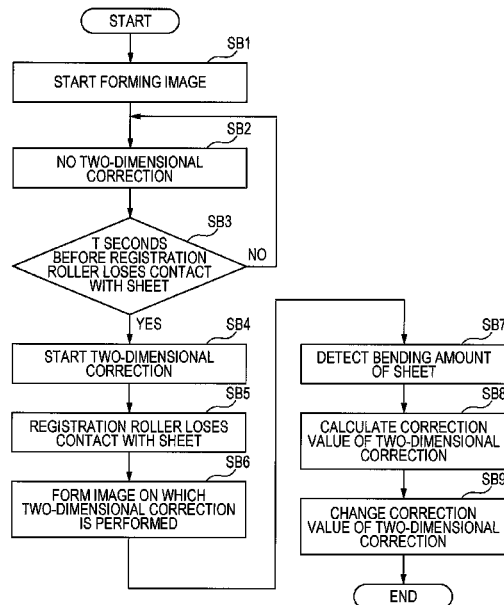 START
SB1
START FORMING IMAGE
SB2
NO TWO-DIMENSIONAL
CORRECTION
SB3
T SECONDS
BEFORE REGISTRATION
ROLLER LOSES CONTACT
WITH SHEET
NO
YES
SB4
START TWO-DIMENSIONAL
CORRECTION
SB5
REGISTRATION ROLLER LOSES
CONTACT WITH SHEET
SB6
FORM IMAGE ON WHICH
TWO-DIMENSIONAL CORRECTION
IS PERFORMED
SB7
DETECT BENDING AMOUNT
OF SHEET
SB8
CALCULATE CORRECTION
VALUE OF TWO-DIMENSIONAL
CORRECTION
SB9
CHANGE CORRECTION
VALUE OF TWO-DIMENSIONAL
CORRECTION
END